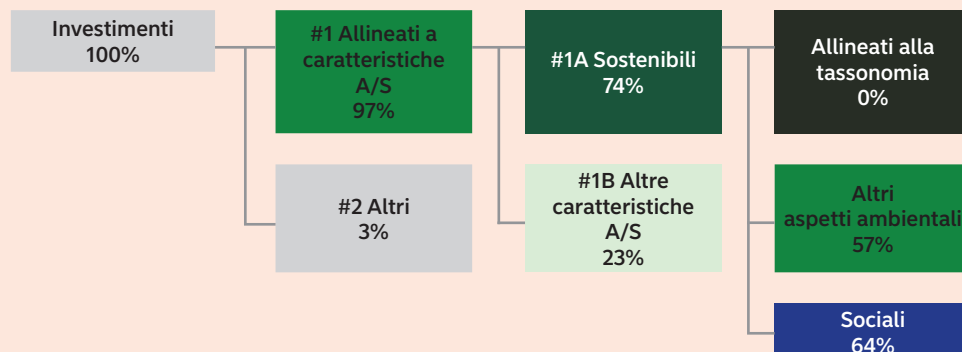 Investimenti
100%
#1 Allineati a
caratteristiche
A/S
97%
#1A Sostenibili
74%
Allineati alla
tassonomia
0%
#2 Altri
3%
#1B Altre
caratteristiche
A/S
23%
Altri
aspetti ambientali
57%
Sociali
64%